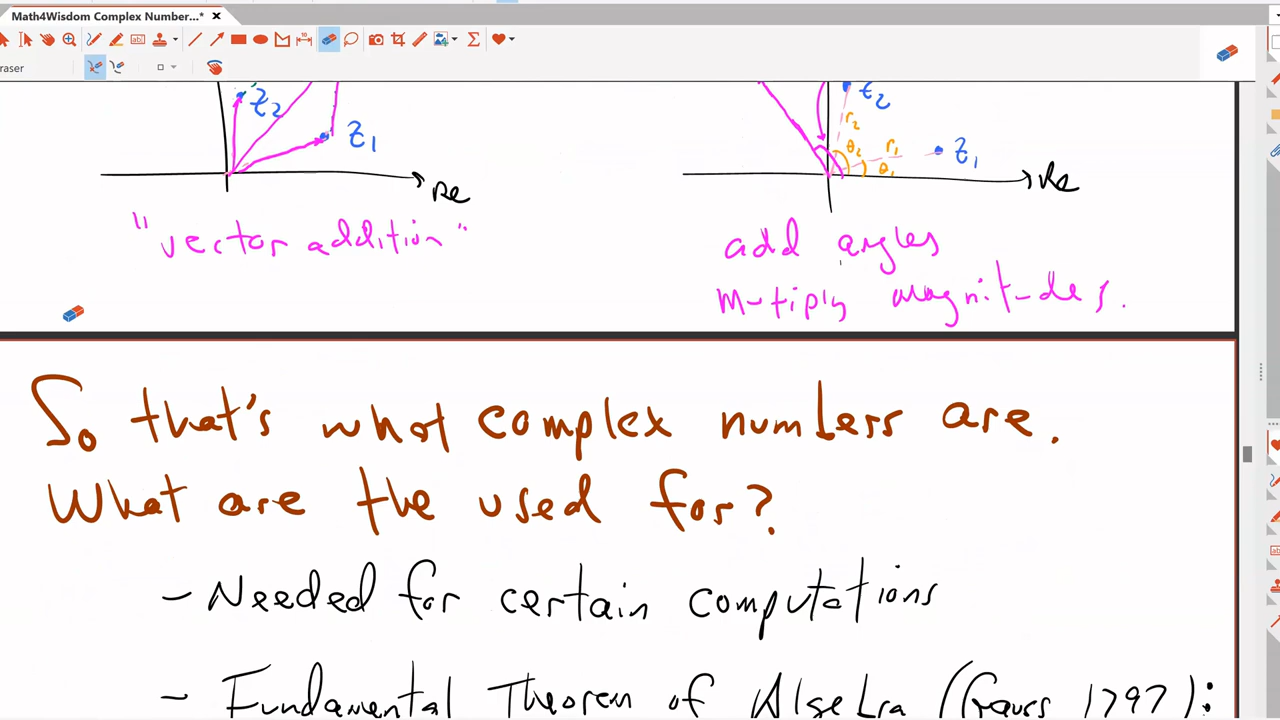 Math4Wisdom Complex Number...*
raser
Z2
Z1
Re
"vector addition"
Z2
r2
θ2
r1
θ1
Z1
Re
add angles
mutiply magnitudes.
So that's what complex numbers are.
What are the used for?
- Needed for certain computations
- Fundamental Theorem of Algebra (Gauss 1797):